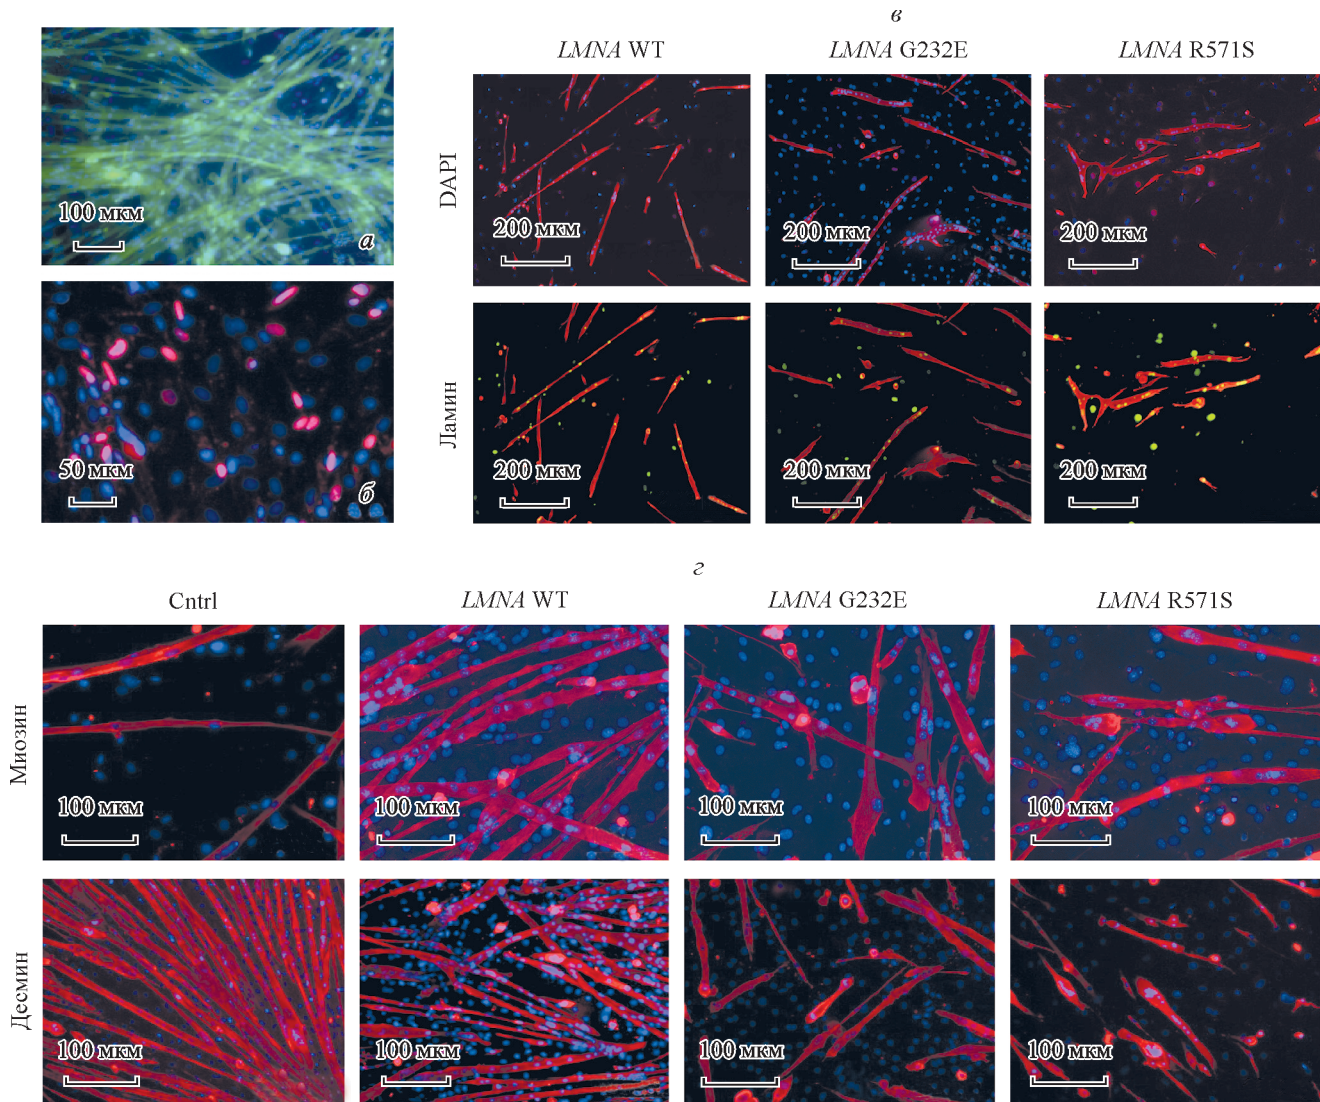 в
LMNA WT
LMNA G232E
LMNA R571S
100 мкм
а
50 мкм
б
DAPI
200 мкм
200 мкм
200 мкм
Ламин
200 мкм
200 мкм
200 мкм
г
Cntrl
LMNA WT
LMNA G232E
LMNA R571S
Миозин
100 мкм
100 мкм
100 мкм
100 мкм
Десмин
100 мкм
100 мкм
100 мкм
100 мкм